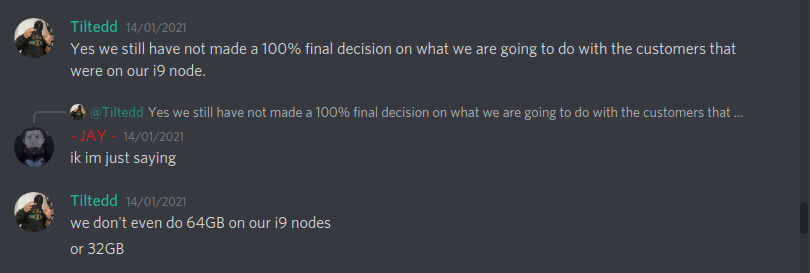 Tiltedd 14/01/2021
Yes we still have not made a 100% final decision on what we are going to do with the customers that
were on our i9 node.
@Tiltedd Yes we still have not made a 100% final decision on what we are going to do with the customers that ...
- JAY - 14/01/2021
ik im just saying
Tiltedd 14/01/2021
we don't even do 64GB on our i9 nodes
or 32GB